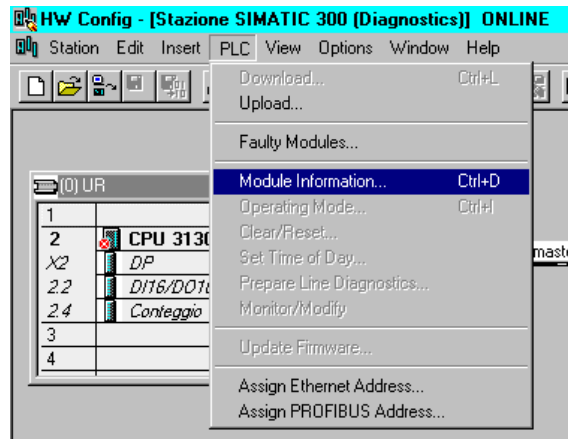 HW Config - [Stazione SIMATIC 300 (Diagnostics)] ONLINE
Station Edit Insert PLC View Options Window Help
Download... Ctrl+L
Upload...
Faulty Modules...
Module Information... Ctrl+D
Operating Mode... Ctrl+I
Clear/Reset...
Set Time of Day...
Prepare Line Diagnostics...
Monitor/Modify
Update Firmware...
Assign Ethernet Address...
Assign PROFIBUS Address...
(0) UR
1
2 CPU 313C
X2 DP
2.2
2.4 Conteggio
3
4